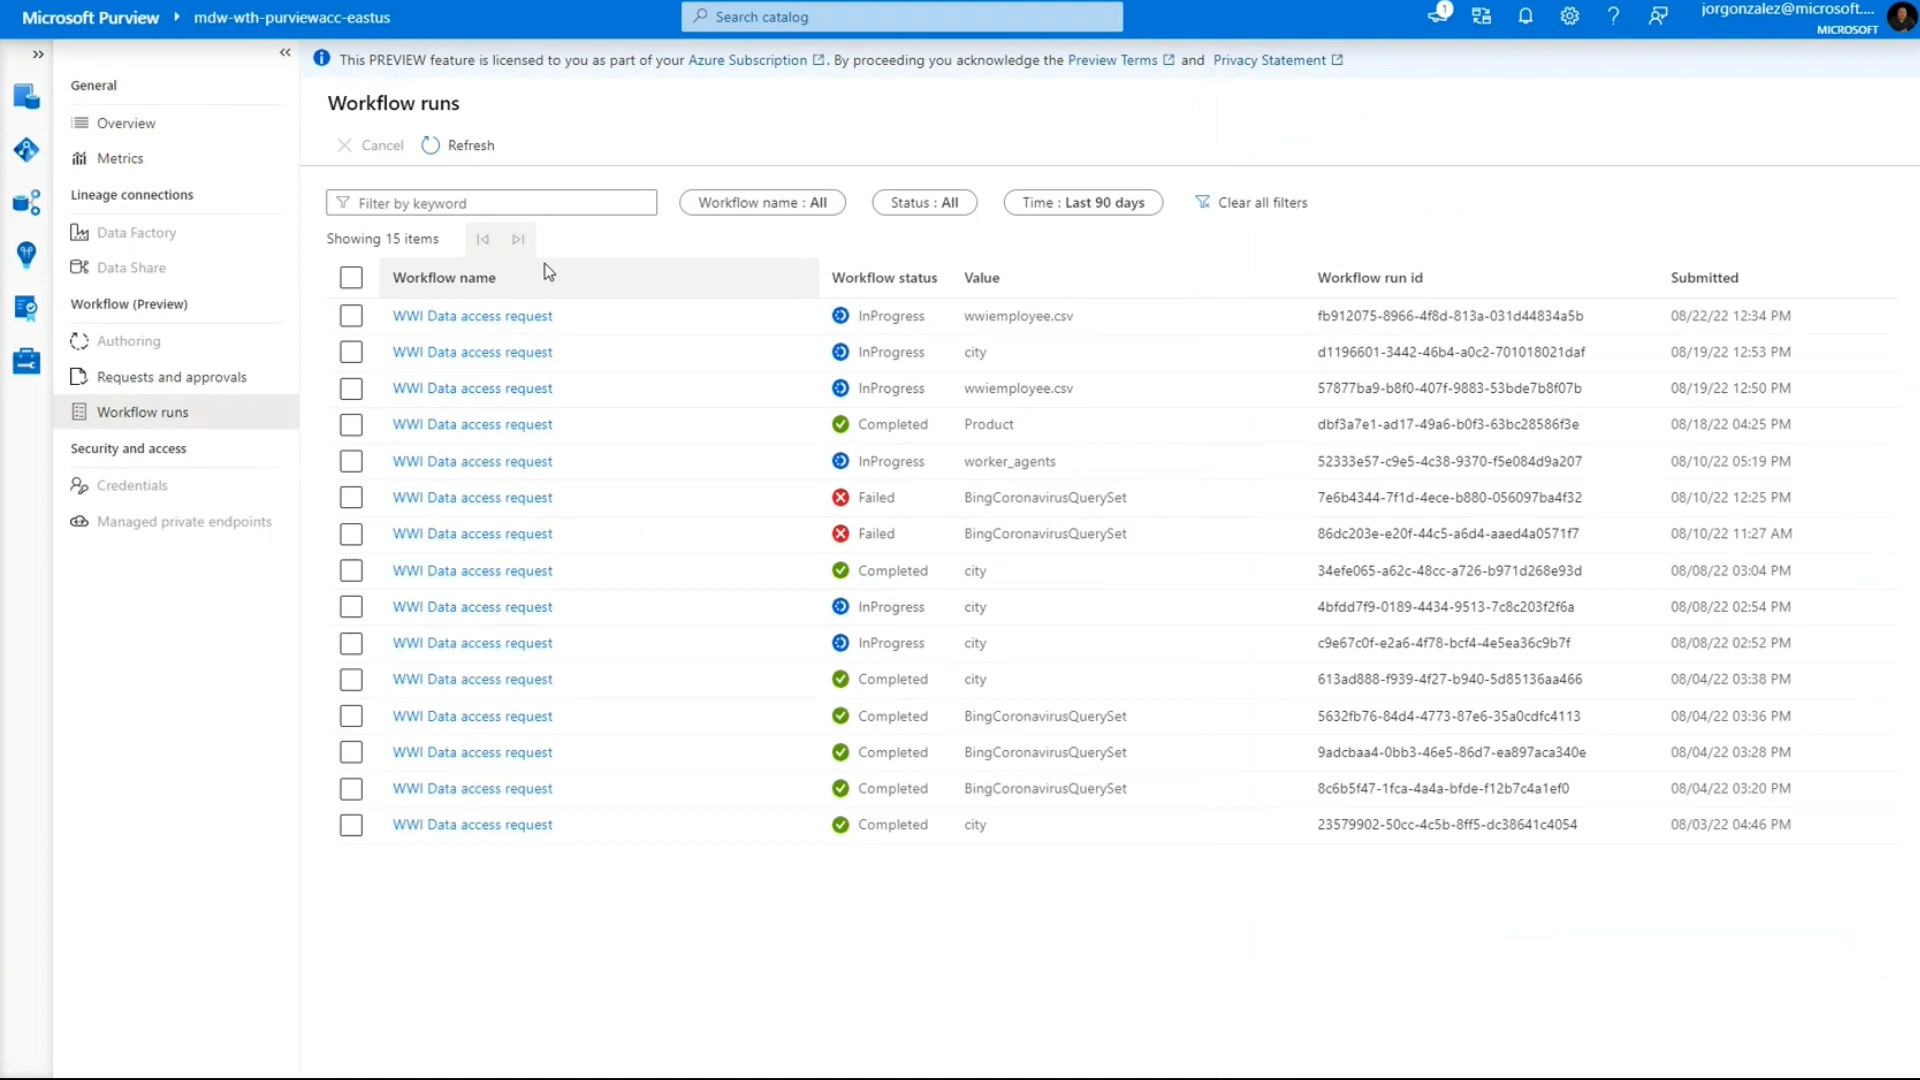 Microsoft Purview mdw-wth-purviewacc-eastus
Search catalog
1
jorgonzalez@microsoft....
MICROSOFT
This PREVIEW feature is licensed to you as part of your Azure Subscription. By proceeding you acknowledge the Preview Terms and Privacy Statement
General
Overview
Metrics
Lineage connections
Data Factory
Data Share
Workflow (Preview)
Authoring
Requests and approvals
Workflow runs
Security and access
Credentials
Managed private endpoints
Workflow runs
Cancel Refresh
Filter by keyword Workflow name : All Status : All Time : Last 90 days Clear all filters
Showing 15 items
Workflow name Workflow status Value Workflow run id Submitted
WWI Data access request InProgress wwiemployee.csv fb912075-8966-4f8d-813a-031d44834a5b 08/22/22 12:34 PM
WWI Data access request InProgress city d1196601-3442-46b4-a0c2-701018021daf 08/19/22 12:53 PM
WWI Data access request InProgress wwiemployee.csv 57877ba9-b8f0-407f-9883-53bde7b8f07b 08/19/22 12:50 PM
WWI Data access request Completed Product dbf3a7e1-ad17-49a6-b0f3-63bc28586f3e 08/18/22 04:25 PM
WWI Data access request InProgress worker_agents 52333e57-c9e5-4c38-9370-f5e084d9a207 08/10/22 05:19 PM
WWI Data access request Failed BingCoronavirusQuerySet 7e6b4344-7f1d-4ece-b880-056097ba4f32 08/10/22 12:25 PM
WWI Data access request Failed BingCoronavirusQuerySet 86dc203e-e20f-44c5-a6d4-aaed4a0571f7 08/10/22 11:27 AM
WWI Data access request Completed city 34efe065-a62c-48cc-a726-b971d268e93d 08/08/22 03:04 PM
WWI Data access request InProgress city 4bfdd7f9-0189-4434-9513-7c8c203f2f6a 08/08/22 02:54 PM
WWI Data access request InProgress city c9e67c0f-e2a6-4f78-bcf4-4e5ea36c9b7f 08/08/22 02:52 PM
WWI Data access request Completed city 613ad888-f939-4f27-b940-5d85136aa466 08/04/22 03:38 PM
WWI Data access request Completed BingCoronavirusQuerySet 5632fb76-84d4-4773-87e6-35a0cdfc4113 08/04/22 03:36 PM
WWI Data access request Completed BingCoronavirusQuerySet 9adcbaa4-0bb3-46e5-86d7-ea897aca340e 08/04/22 03:28 PM
WWI Data access request Completed BingCoronavirusQuerySet 8c6b5f47-1fca-4a4a-bfde-f12b7c4a1ef0 08/04/22 03:20 PM
WWI Data access request Completed city 23579902-50cc-4c5b-8ff5-dc38641c4054 08/03/22 04:46 PM